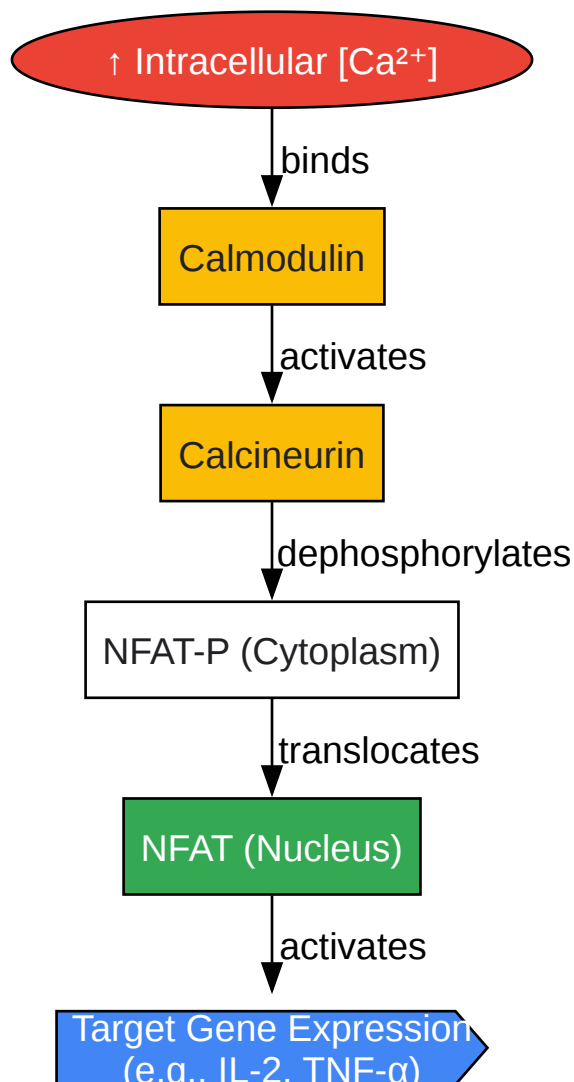 ↑ Intracellular [Ca²⁺]
binds
Calmodulin
activates
Calcineurin
dephosphorylates
NFAT-P (Cytoplasm)
translocates
NFAT (Nucleus)
activates
Target Gene Expression
(e.g., IL-2, TNF-α)